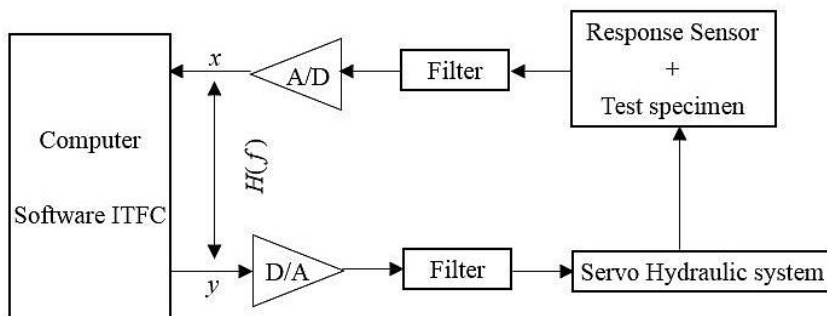 Response Sensor
+
Test specimen
x
A/D
Filter
Computer
Software ITFC
H(f)
y
D/A
Filter
Servo Hydraulic system